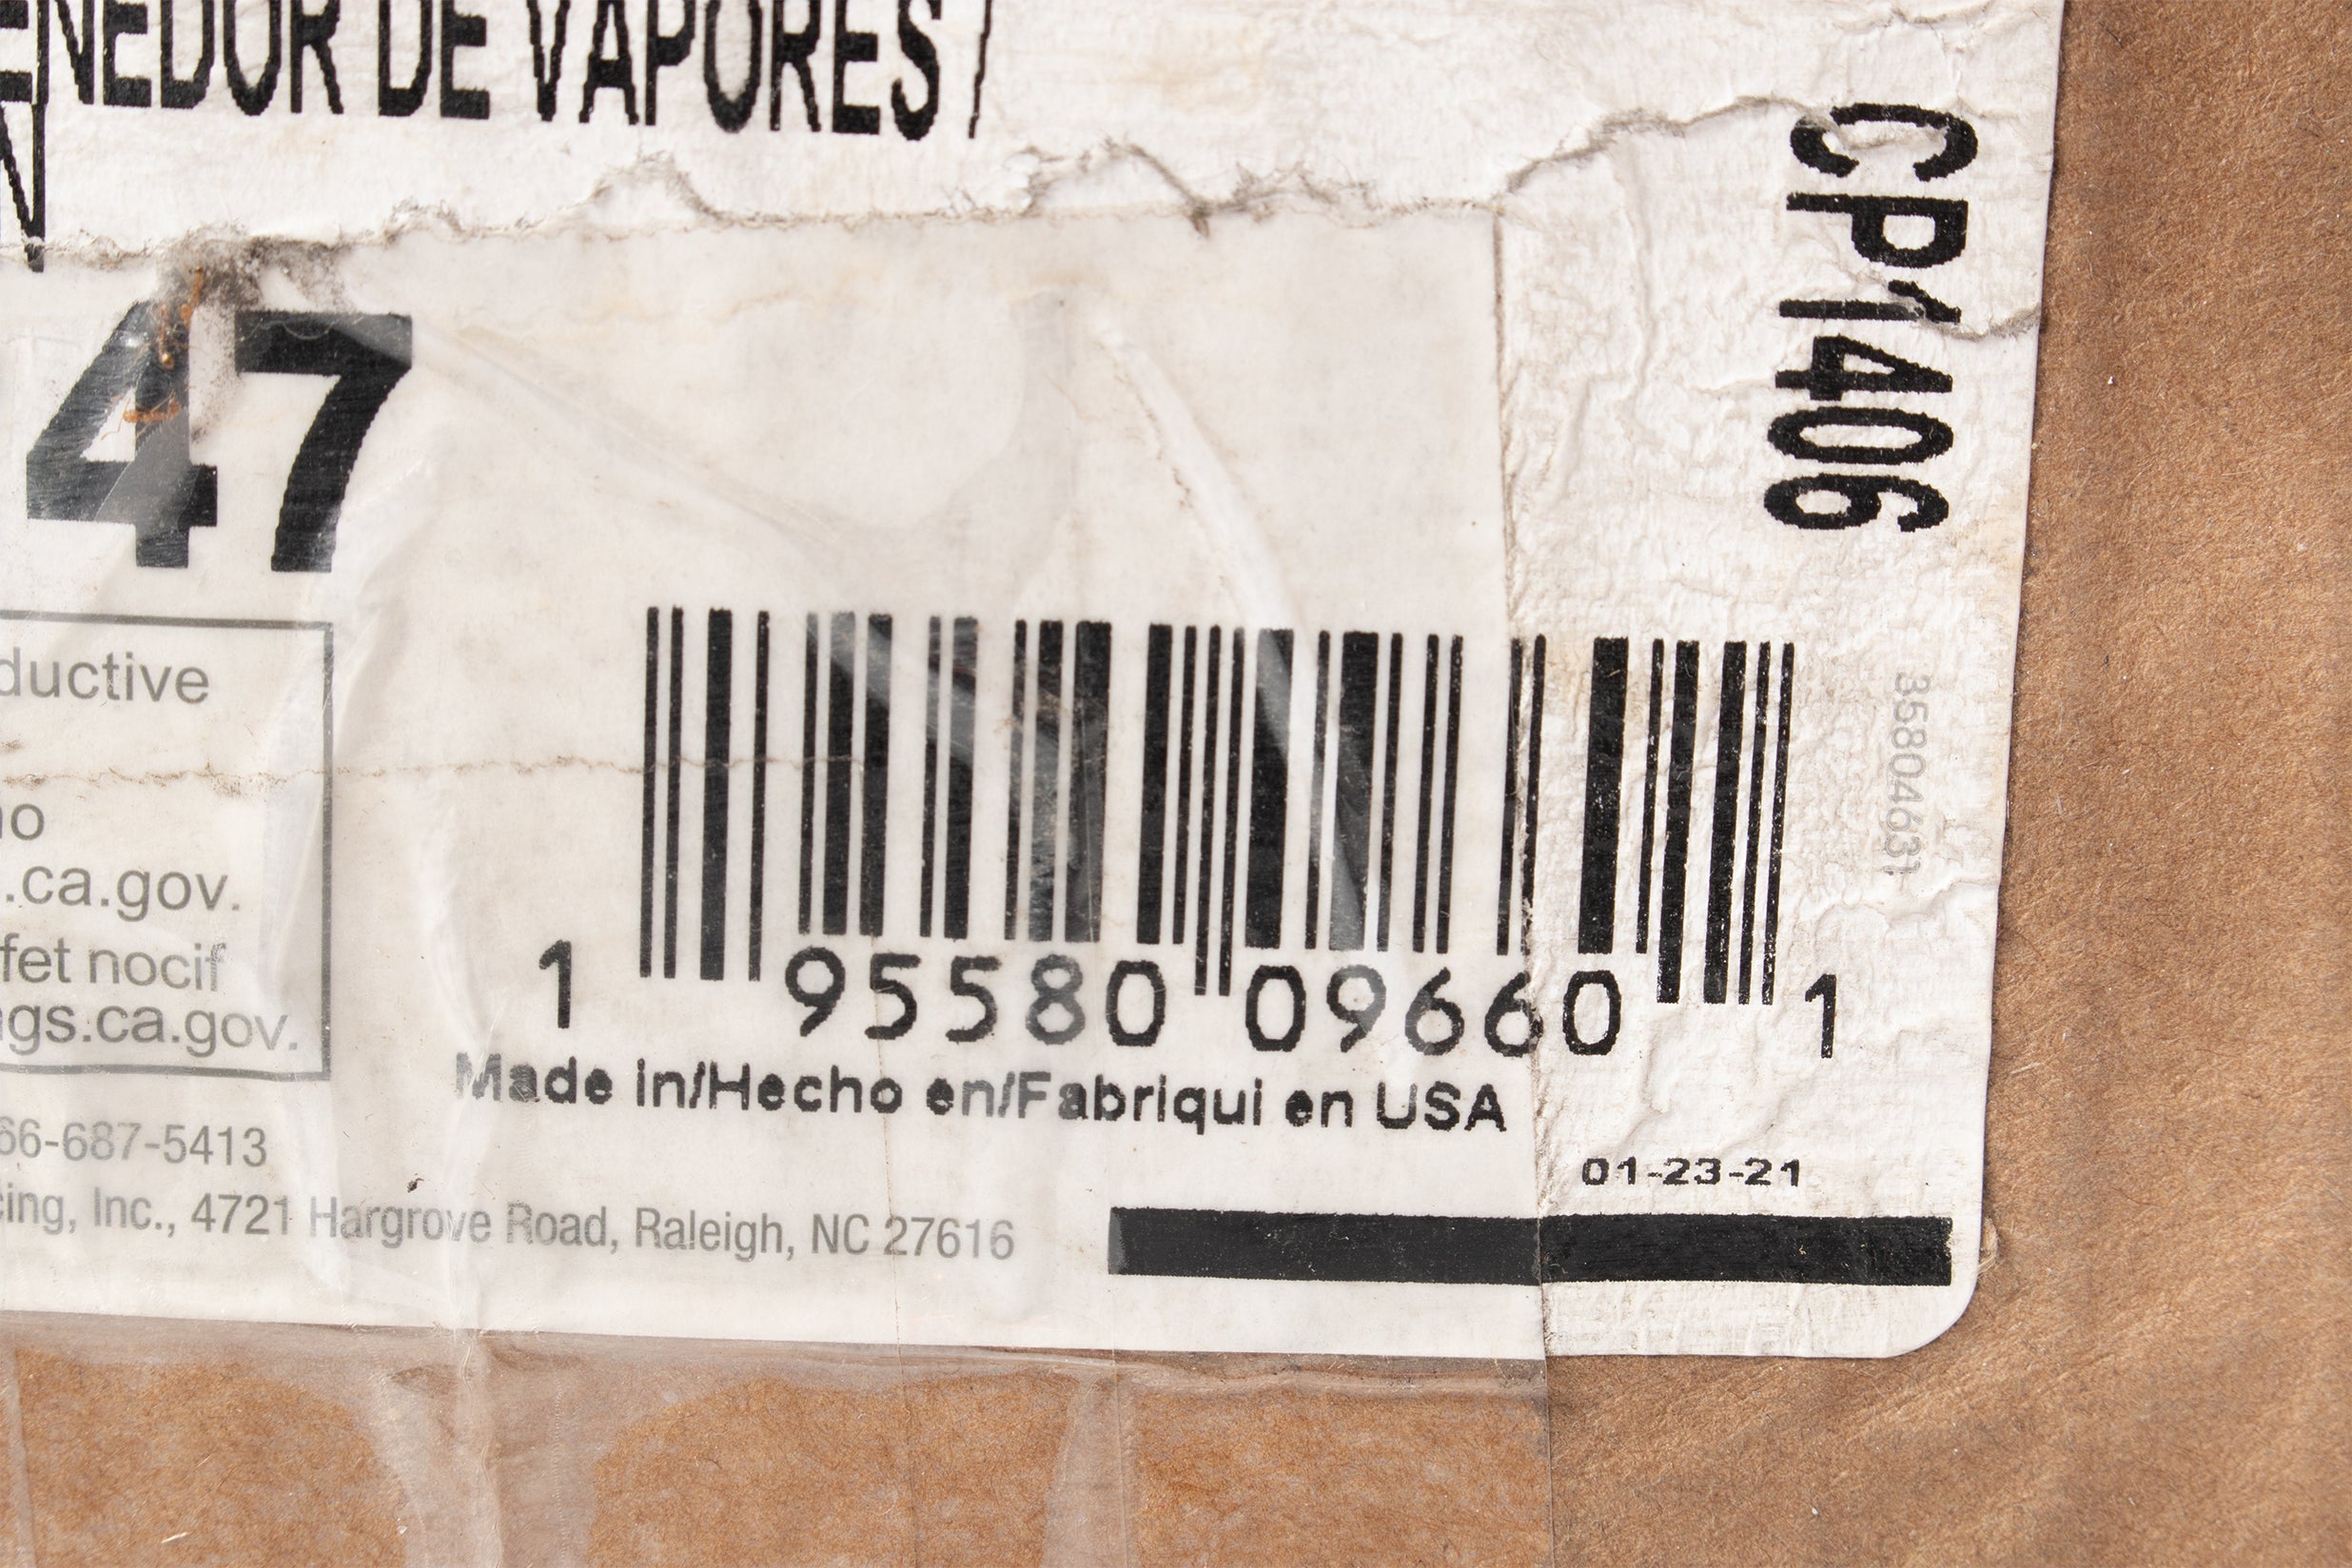 ENEDOR DE VAPORES /
N
47
ductive
no
.ca.gov.
fet nocif
ngs.ca.gov.
66-687-5413
cing, Inc., 4721 Hargrove Road, Raleigh, NC 27616
1 95580 09660 1
Made in/Hecho en/Fabriqui en USA
01-23-21
CP1406
35804631